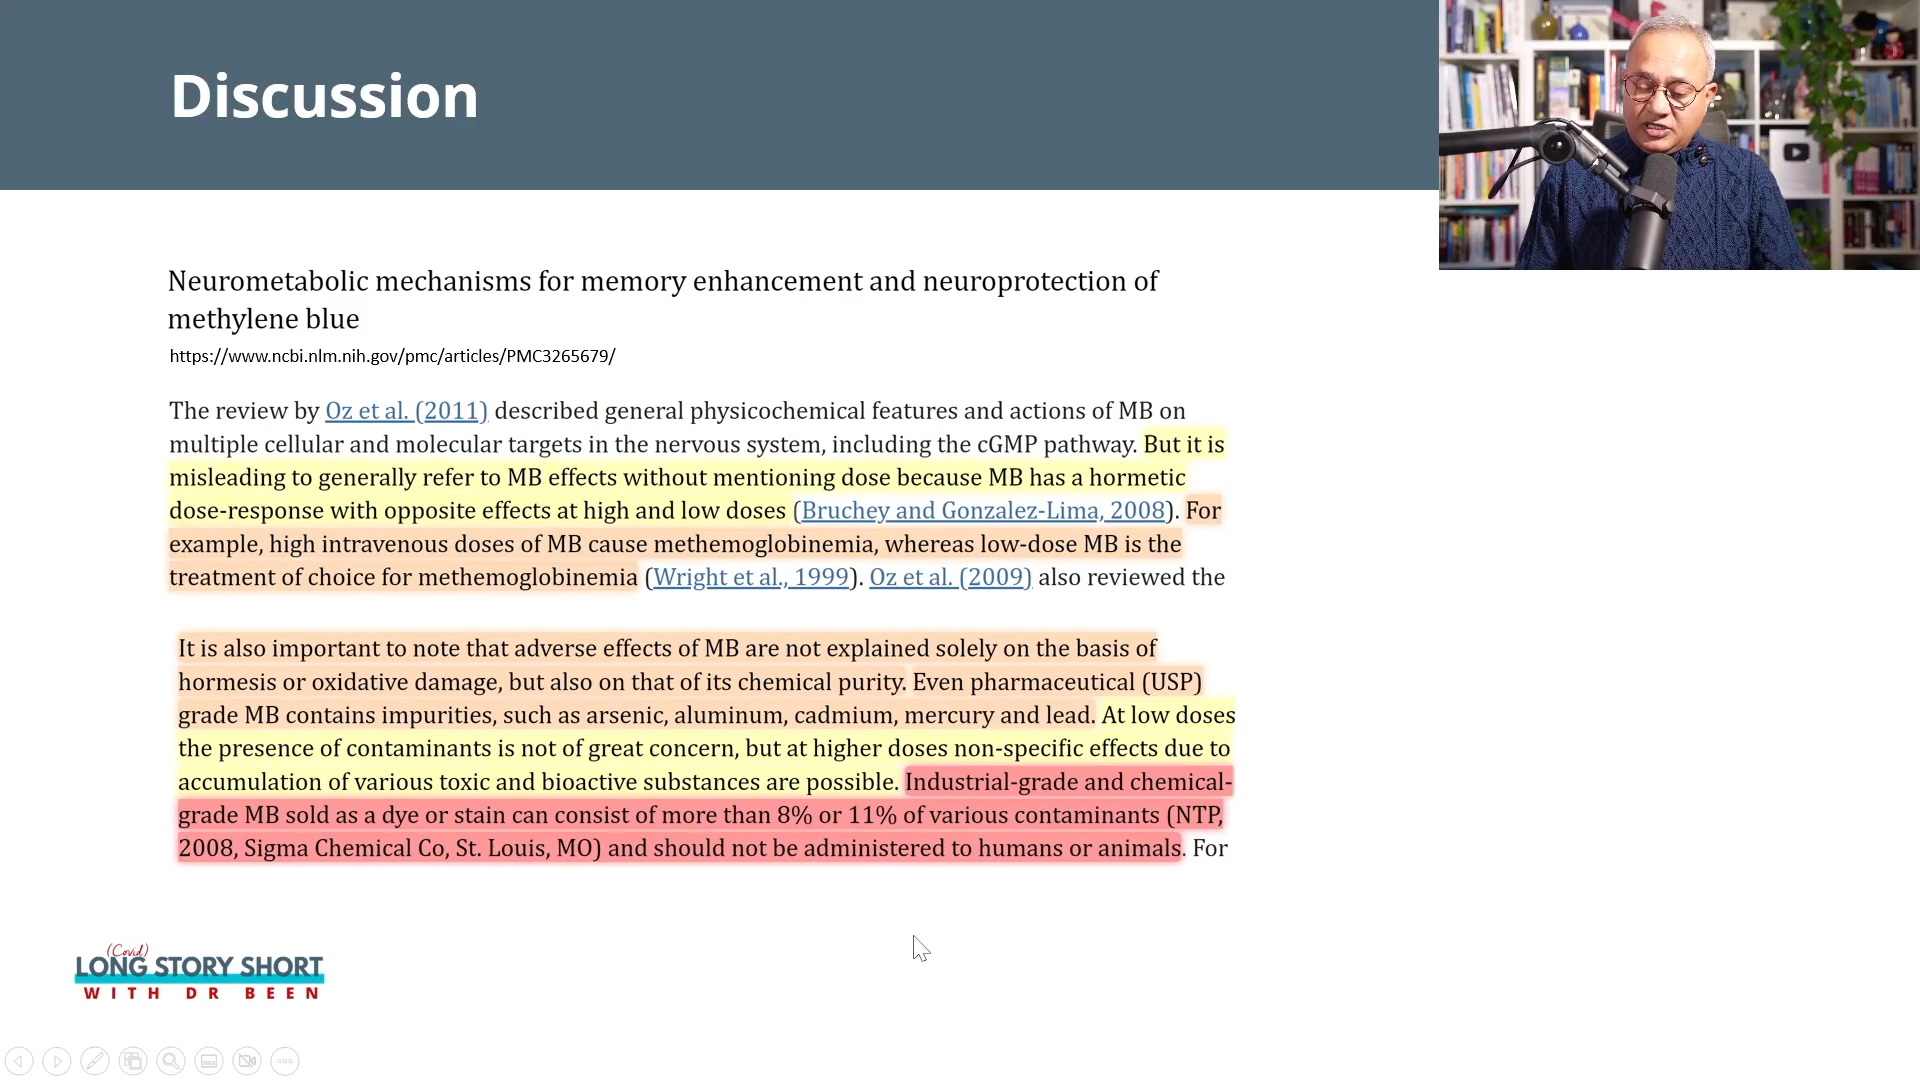 Discussion
Neurometabolic mechanisms for memory enhancement and neuroprotection of
methylene blue
https://www.ncbi.nlm.nih.gov/pmc/articles/PMC3265679/
The review by Oz et al. (2011) described general physicochemical features and actions of MB on
multiple cellular and molecular targets in the nervous system, including the cGMP pathway. But it is
misleading to generally refer to MB effects without mentioning dose because MB has a hormetic
dose-response with opposite effects at high and low doses (Bruchey and Gonzalez-Lima, 2008). For
example, high intravenous doses of MB cause methemoglobinemia, whereas low-dose MB is the
treatment of choice for methemoglobinemia (Wright et al., 1999). Oz et al. (2009) also reviewed the
It is also important to note that adverse effects of MB are not explained solely on the basis of
hormesis or oxidative damage, but also on that of its chemical purity. Even pharmaceutical (USP)
grade MB contains impurities, such as arsenic, aluminum, cadmium, mercury and lead. At low doses
the presence of contaminants is not of great concern, but at higher doses non-specific effects due to
accumulation of various toxic and bioactive substances are possible. Industrial-grade and chemical-
grade MB sold as a dye or stain can consist of more than 8% or 11% of various contaminants (NTP,
2008, Sigma Chemical Co, St. Louis, MO) and should not be administered to humans or animals. For
(Covid)
LONG STORY SHORT
WITH DR BEEN